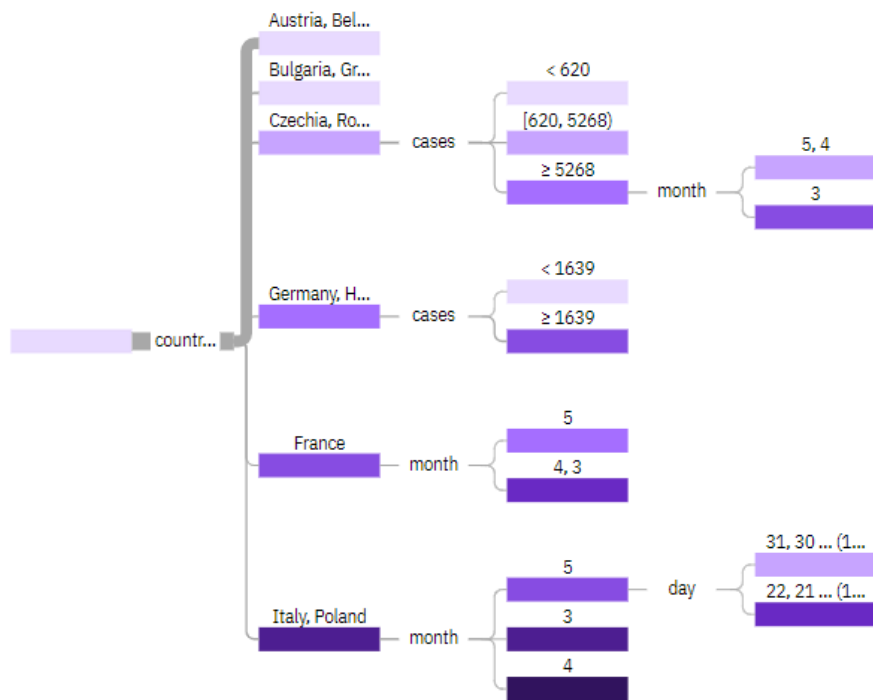 Austria, Bel...
Bulgaria, Gr...
< 620
Czechia, Ro...
cases
[620, 5268)
≥ 5268
month
5, 4
3
Germany, H...
cases
< 1639
≥ 1639
countr...
France
month
5
4, 3
Italy, Poland
month
5
day
31, 30 ... (1...
22, 21 ... (1...
3
4